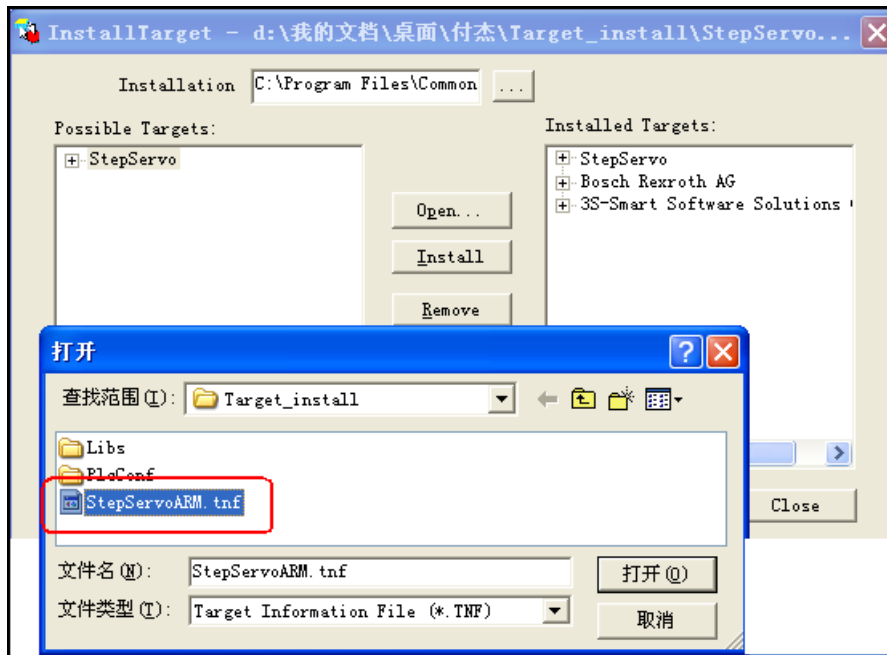 InstallTarget - d:\我的文档\桌面\付杰\Target_install\StepServo...
Installation C:\Program Files\Common ...
Possible Targets:
Installed Targets:
StepServo
StepServo
Bosch Rexroth AG
3S-Smart Software Solutions
Open...
Install
Remove
Close
打开
查找范围(I): Target_install
Libs
PlcConf
StepServoARM.tnf
文件名(N): StepServoARM.tnf
打开(O)
文件类型(T): Target Information File (*.TNF)
取消